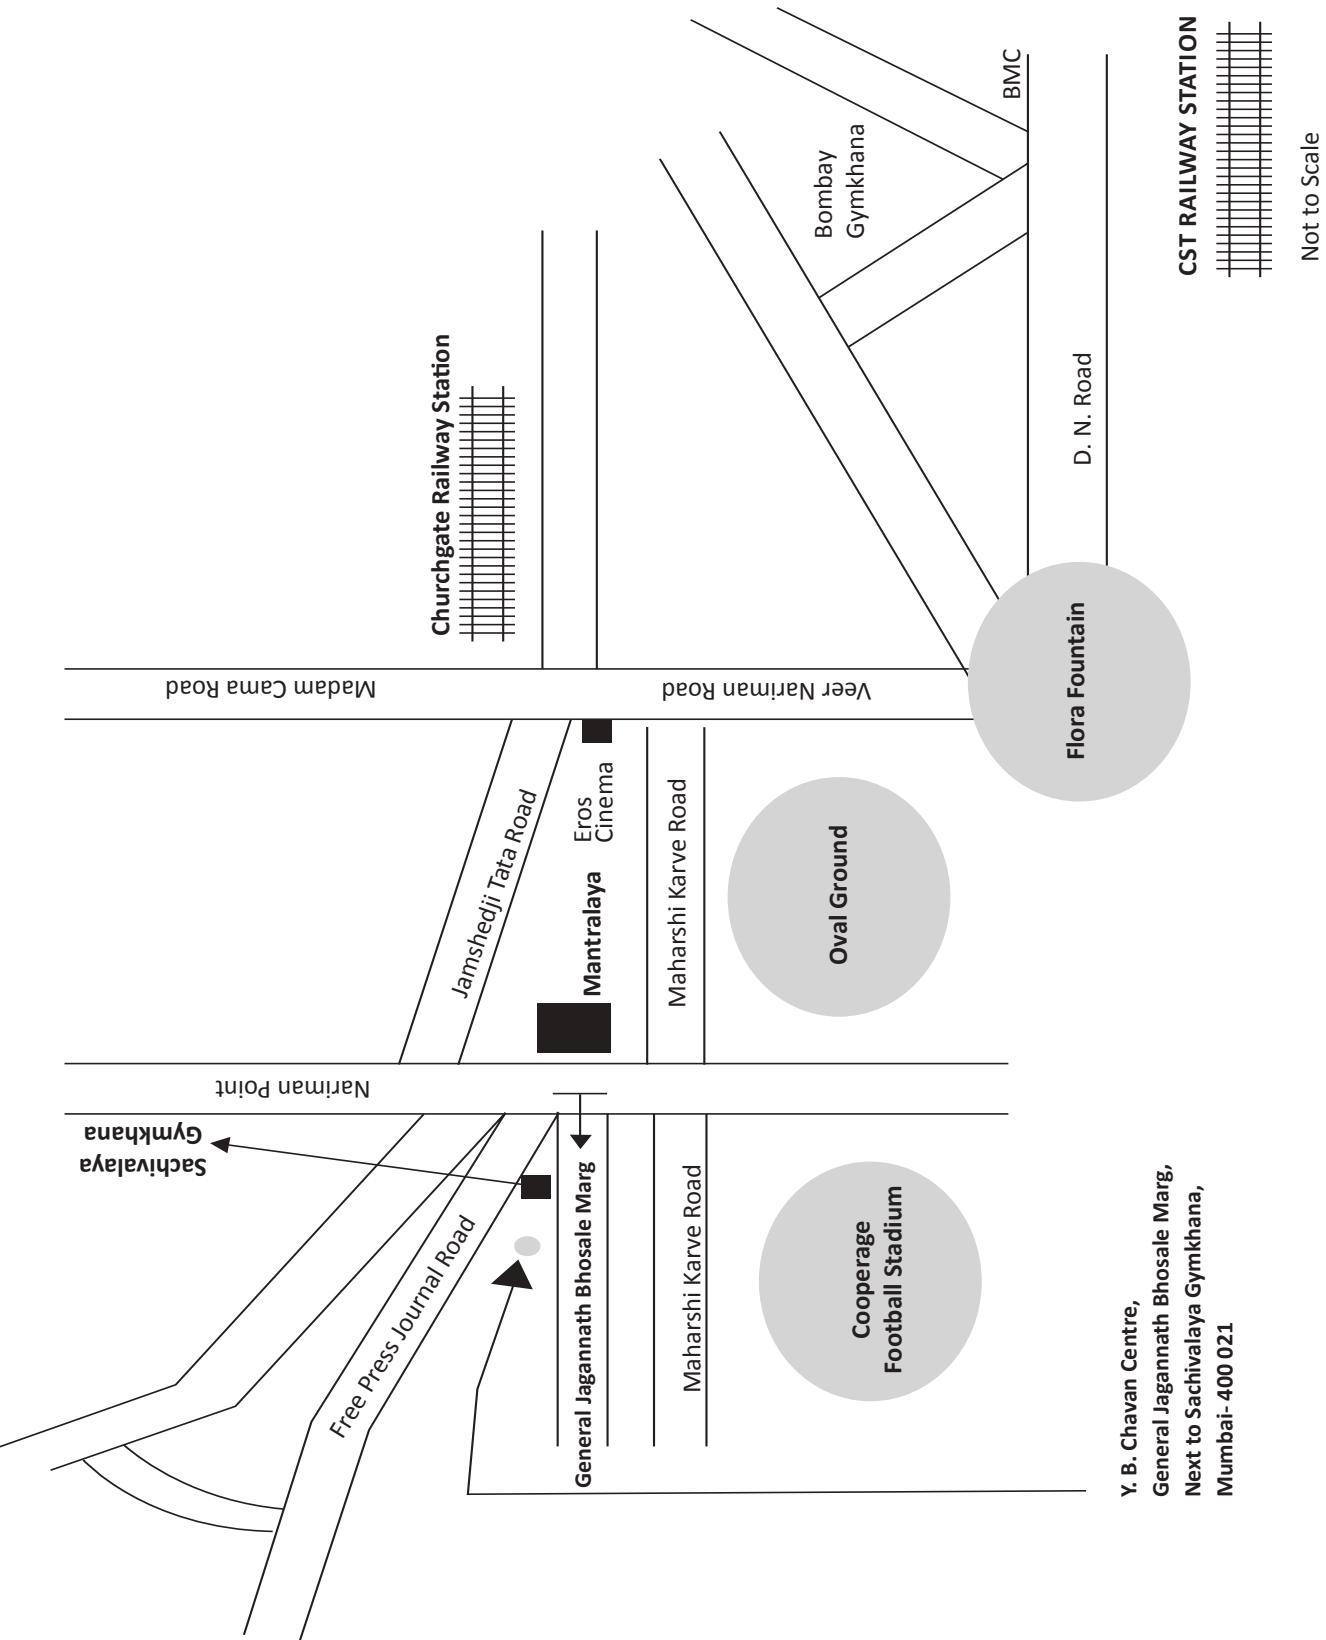 CST RAILWAY STATION
Not to Scale
BMC
Bombay
Gymkhana
D. N. Road
Churchgate Railway Station
Madam Cama Road
Veer Nariman Road
Flora Fountain
Jamshedji Tata Road
Eros
Cinema
Mantralaya
Maharshi Karve Road
Oval Ground
Nariman Point
Sachivalaya
Gymkhana
Free Press Journal Road
General Jagannath Bhosale Marg
Maharshi Karve Road
Cooperage
Football Stadium
Y. B. Chavan Centre,
General Jagannath Bhosale Marg,
Next to Sachivalaya Gymkhana,
Mumbai- 400 021